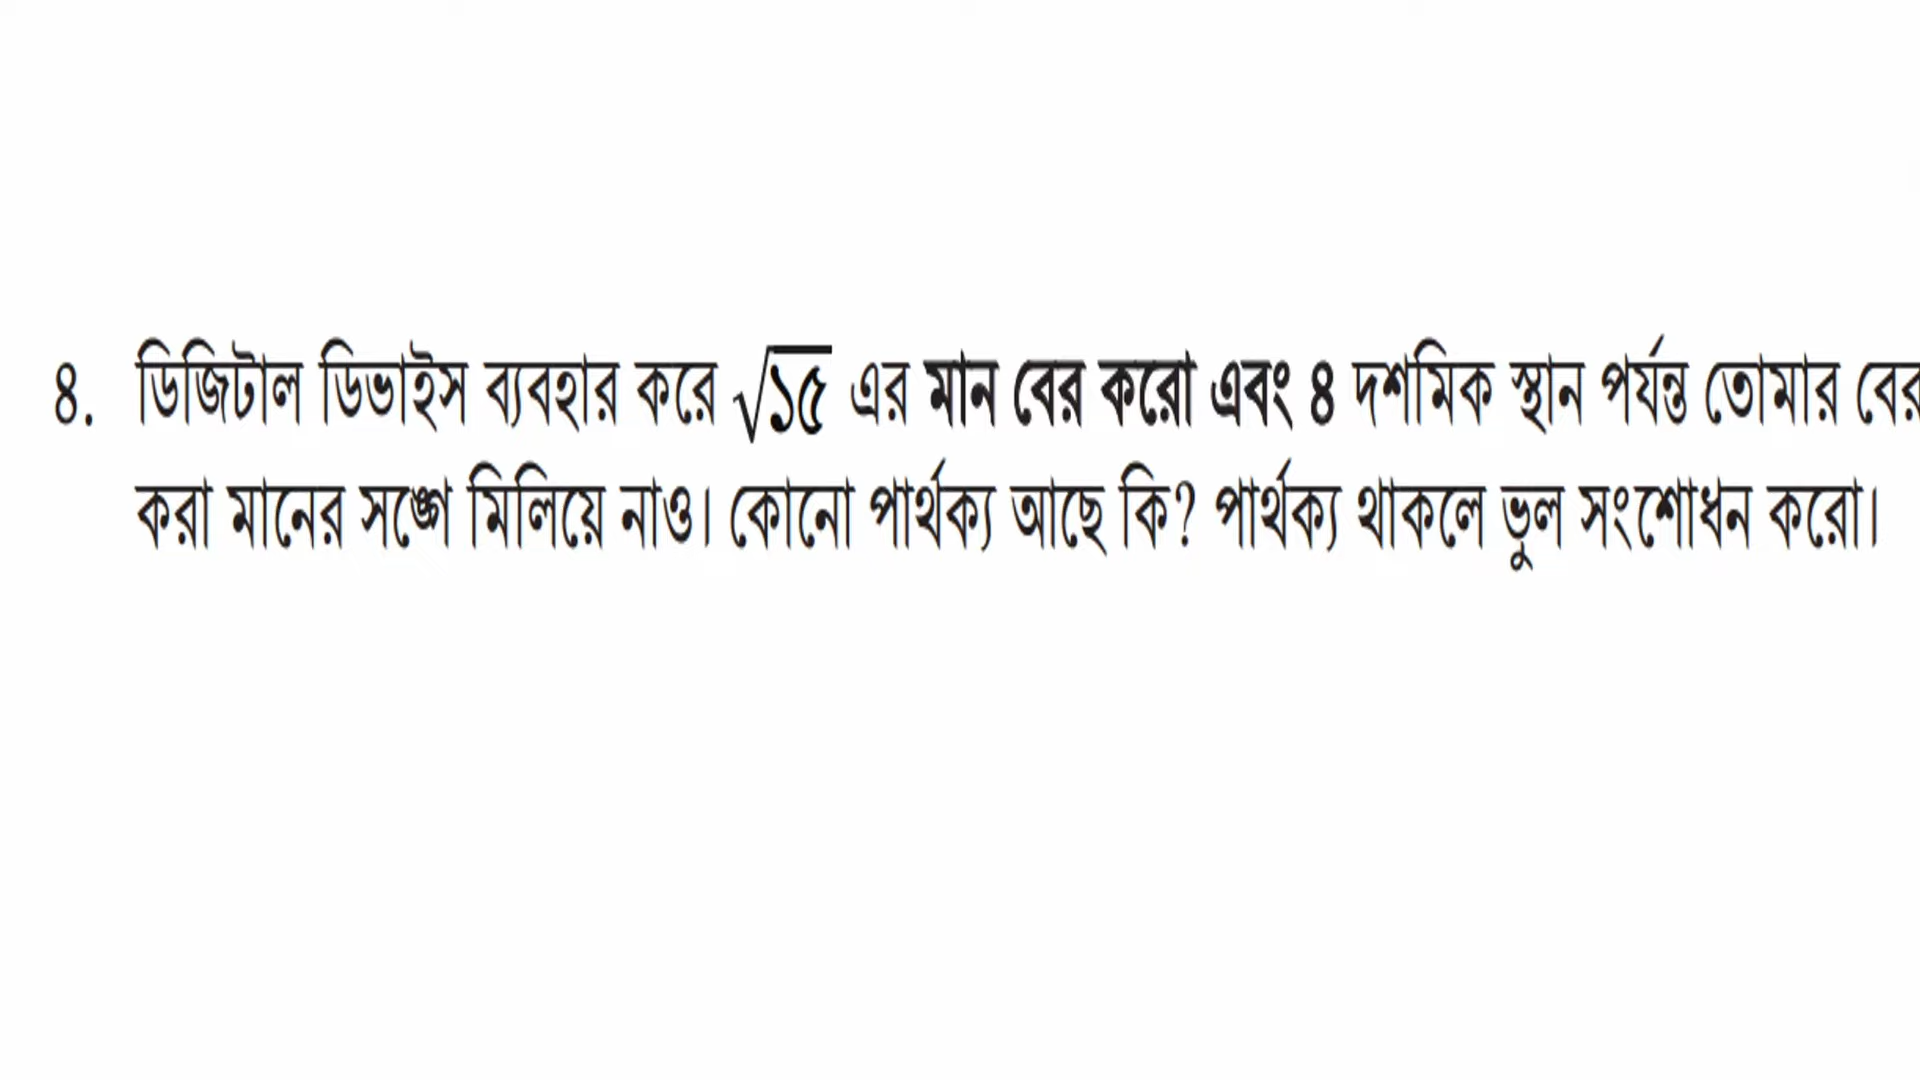 ৪. ডিজিটাল ডিভাইস ব্যবহার করে √১৫ এর মান বের করো এবং ৪ দশমিক স্থান পর্যন্ত তোমার বের
করা মানের সঙ্গে মিলিয়ে নাও। কোনো পার্থক্য আছে কি? পার্থক্য থাকলে ভুল সংশোধন করো।